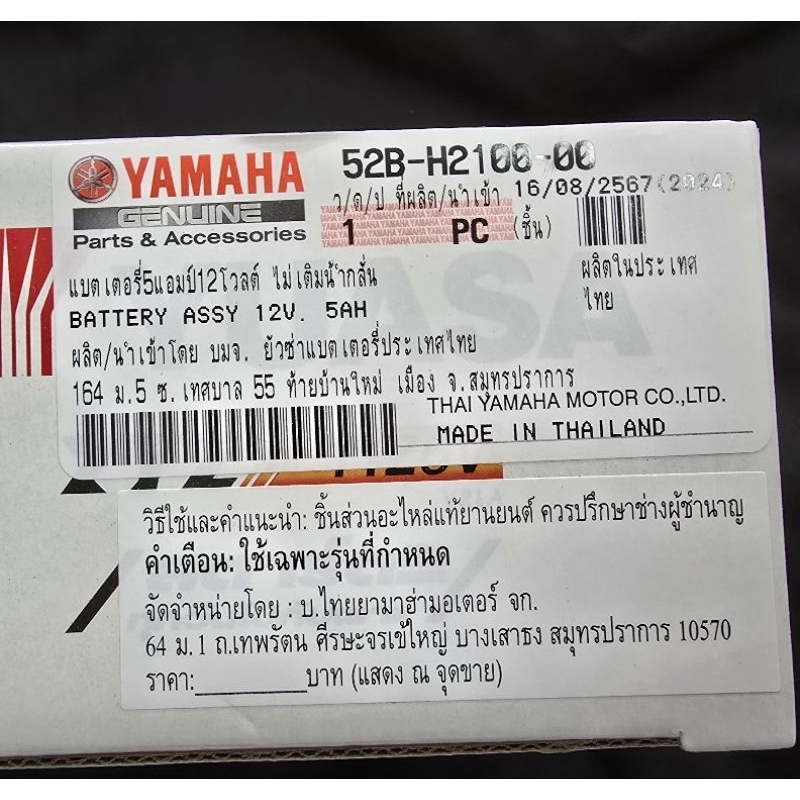 YAMAHA
GENUINE
Parts & Accessories
52B-H2100-00
ว/ด/ป ที่ผลิต/นำเข้า 16/08/2567(2024)
1 PC (ชิ้น)
แบตเตอรี่5แอมป์12โวลต์ ไม่เติมน้ำกลั่น
ผลิตในประเทศ
ไทย
BATTERY ASSY 12V. 5AH
ผลิต/นำเข้าโดย บมจ. ยัวซ่าแบตเตอรี่ประเทศไทย
164 ม.5 ซ.เทศบาล 55 ท้ายบ้านใหม่ เมือง จ.สมุทรปราการ
THAI YAMAHA MOTOR CO.,LTD.
MADE IN THAILAND
วิธีใช้และคำแนะนำ: ชิ้นส่วนอะไหล่แท้ยานยนต์ ควรปรึกษาช่างผู้ชำนาญ
คำเตือน: ใช้เฉพาะรุ่นที่กำหนด
จัดจำหน่ายโดย : บ.ไทยยามาฮ่ามอเตอร์ จก.
64 ม.1 ถ.เทพรัตน ศีรษะจรเข้ใหญ่ บางเสาธง สมุทรปราการ 10570
ราคา:__________บาท (แสดง ณ จุดขาย)